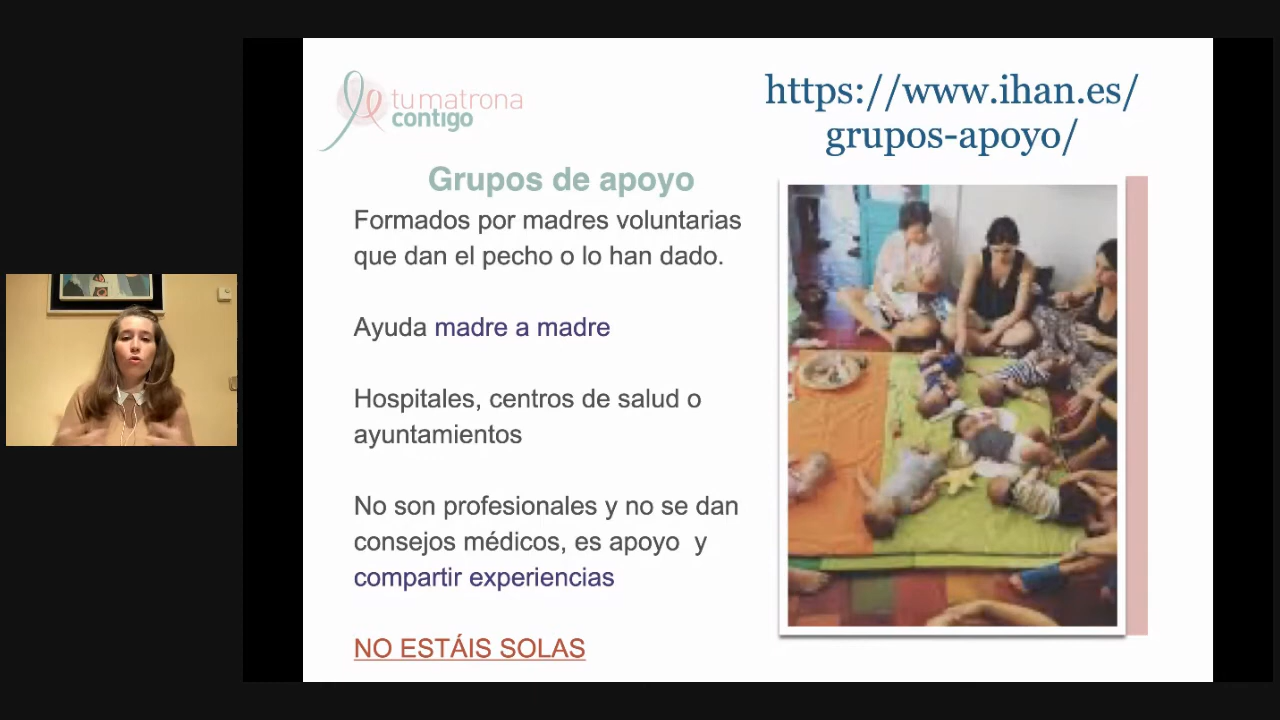 tumatrona
contigo
https://www.ihan.es/
grupos-apoyo/
Grupos de apoyo
Formados por madres voluntarias
que dan el pecho o lo han dado.
Ayuda madre a madre
Hospitales, centros de salud o
ayuntamientos
No son profesionales y no se dan
consejos médicos, es apoyo y
compartir experiencias
NO ESTÁIS SOLAS